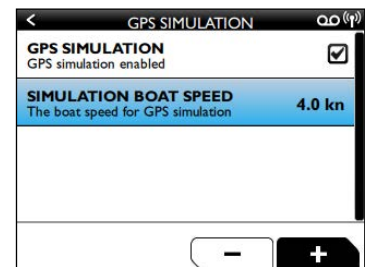 GPS SIMULATION
GPS SIMULATION
GPS simulation enabled
SIMULATION BOAT SPEED
The boat speed for GPS simulation
4.0 kn